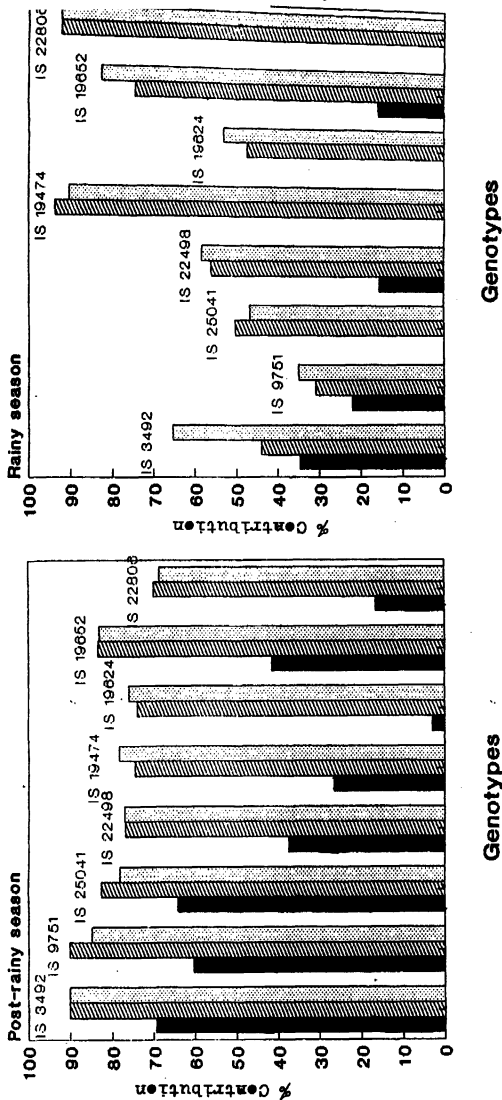 Rainy season
100
90
80
70
60
50
40
30
20
10
0
% Contribution
IS 3492
IS 9751
IS 25041
IS 22498
IS 19474
IS 19624
IS 19652
IS 22806
Genotypes
Post-rainy season
100
90
80
70
60
50
40
30
20
10
0
% Contribution
IS 3492
IS 9751
IS 25041
IS 22498
IS 19474
IS 19624
IS 19652
IS 22806
Genotypes